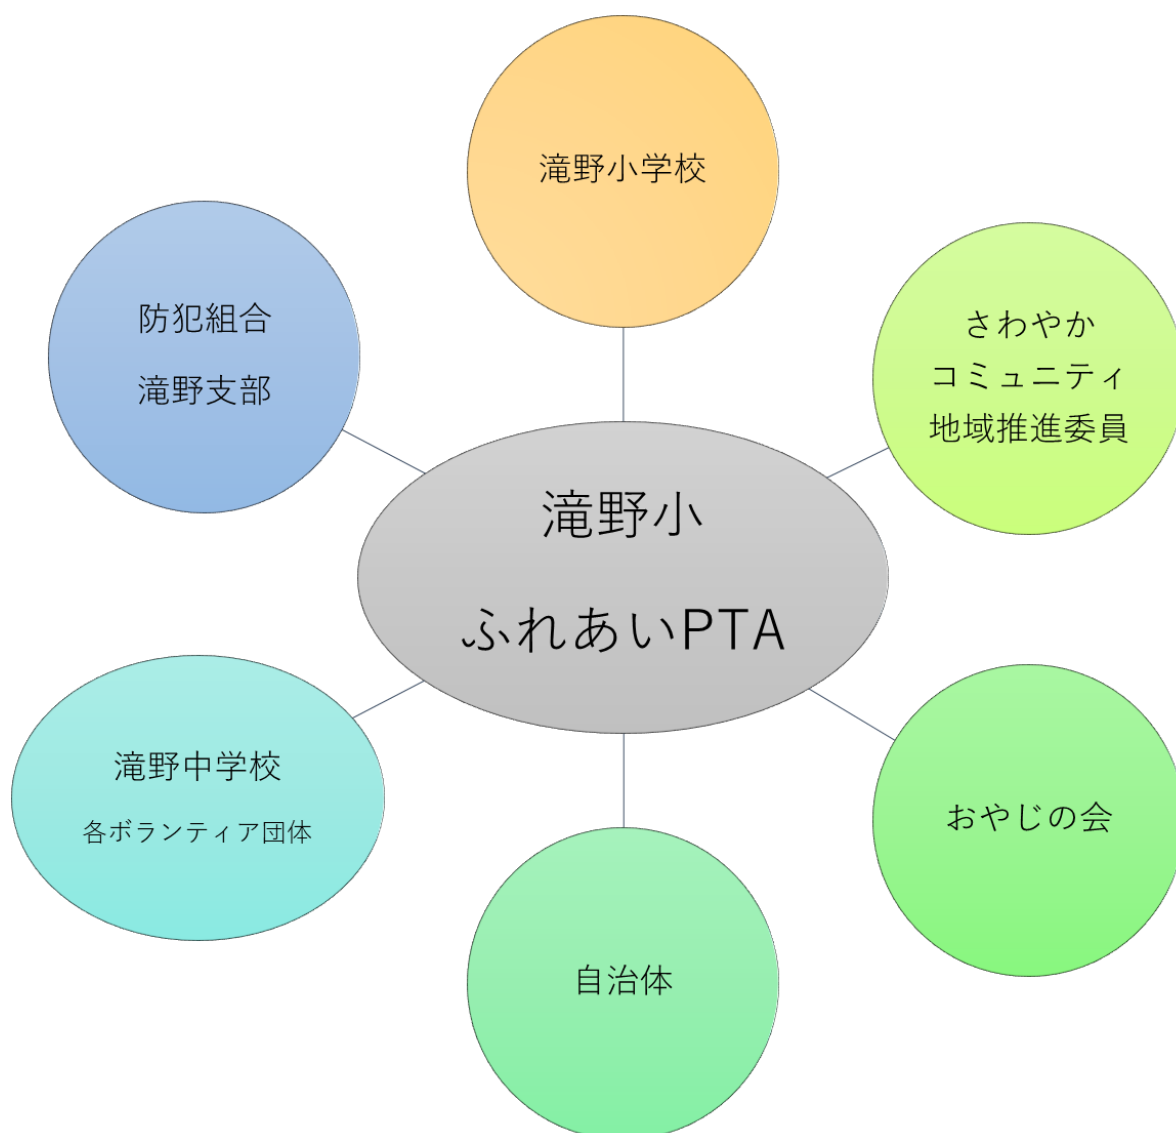 滝野小学校
防犯組合
滝野支部
さわやか
コミュニティ
地域推進委員
滝野小
ふれあいPTA
滝野中学校
各ボランティア団体
おやじの会
自治体